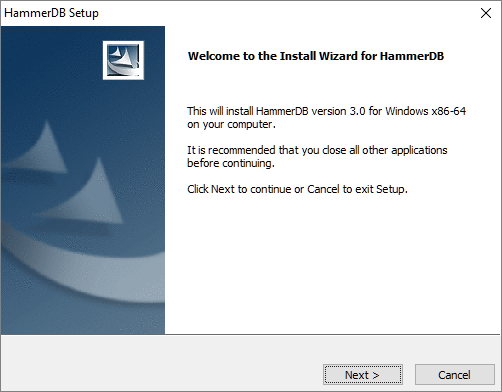 HammerDB Setup
Welcome to the Install Wizard for HammerDB
This will install HammerDB version 3.0 for Windows x86-64
on your computer.
It is recommended that you close all other applications
before continuing.
Click Next to continue or Cancel to exit Setup.
Next >
Cancel